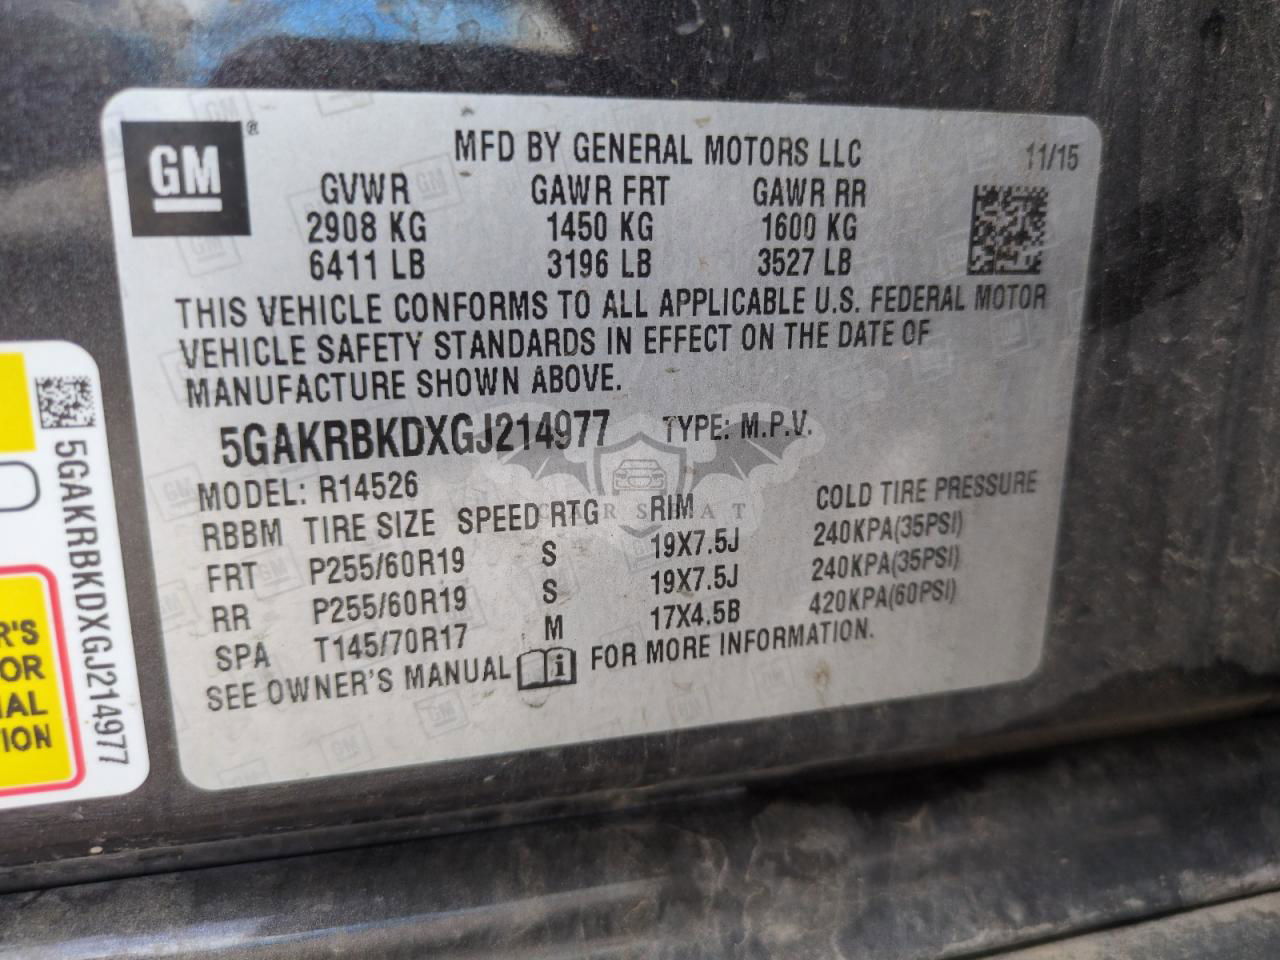 GM ®
MFD BY GENERAL MOTORS LLC 11/15
GVWR GAWR FRT GAWR RR
2908 KG 1450 KG 1600 KG
6411 LB 3196 LB 3527 LB
THIS VEHICLE CONFORMS TO ALL APPLICABLE U.S. FEDERAL MOTOR
VEHICLE SAFETY STANDARDS IN EFFECT ON THE DATE OF
MANUFACTURE SHOWN ABOVE.
5GAKRBKDXGJ214977 TYPE: M.P.V.
MODEL: R14526
RBBM TIRE SIZE SPEED RTG RIM COLD TIRE PRESSURE
FRT P255/60R19 S 19X7.5J 240KPA(35PSI)
RR P255/60R19 S 19X7.5J 240KPA(35PSI)
SPA T145/70R17 M 17X4.5B 420KPA(60PSI)
SEE OWNER'S MANUAL i FOR MORE INFORMATION.
5GAKRBKDXGJ214977
R'S
OR
IAL
TION